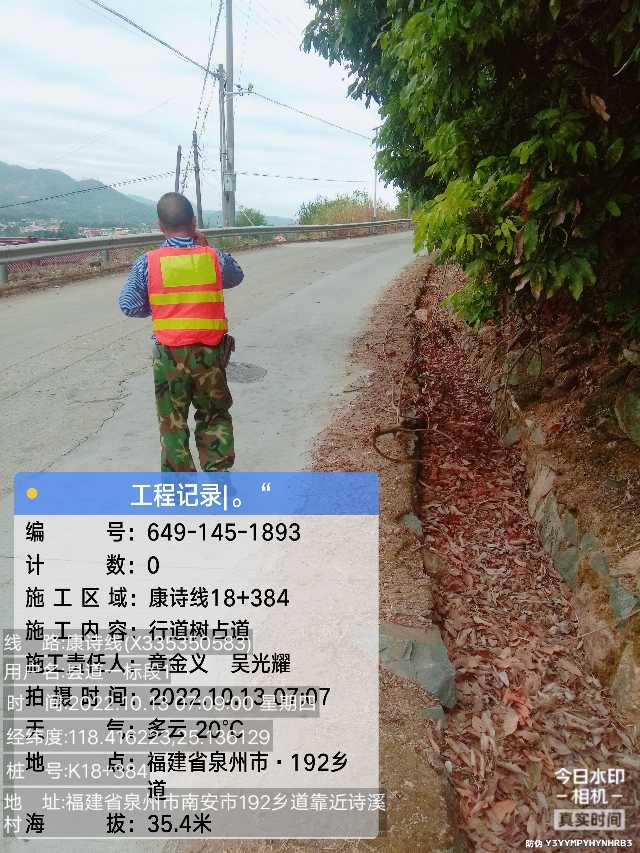 工程记录|。“
编号：649-145-1893
计数：0
施工区域：康诗线18+384
施工内容：行道树占道
线路:康诗线(X335350583)
施工责任人：章金义 吴光耀
用户名:县道一标段1
拍摄时间：2022.10.13 07:07
时间:2022.10.13 07:09:00 星期四
天气：多云 20℃
经纬度:118.416223,25.136129
地点：福建省泉州市·192乡道
桩号:K18+384
地址:福建省泉州市南安市192乡道靠近诗溪村
海拔：35.4米
今日水印
相机
真实时间
防伪 Y3YYMPYHYNHRB3